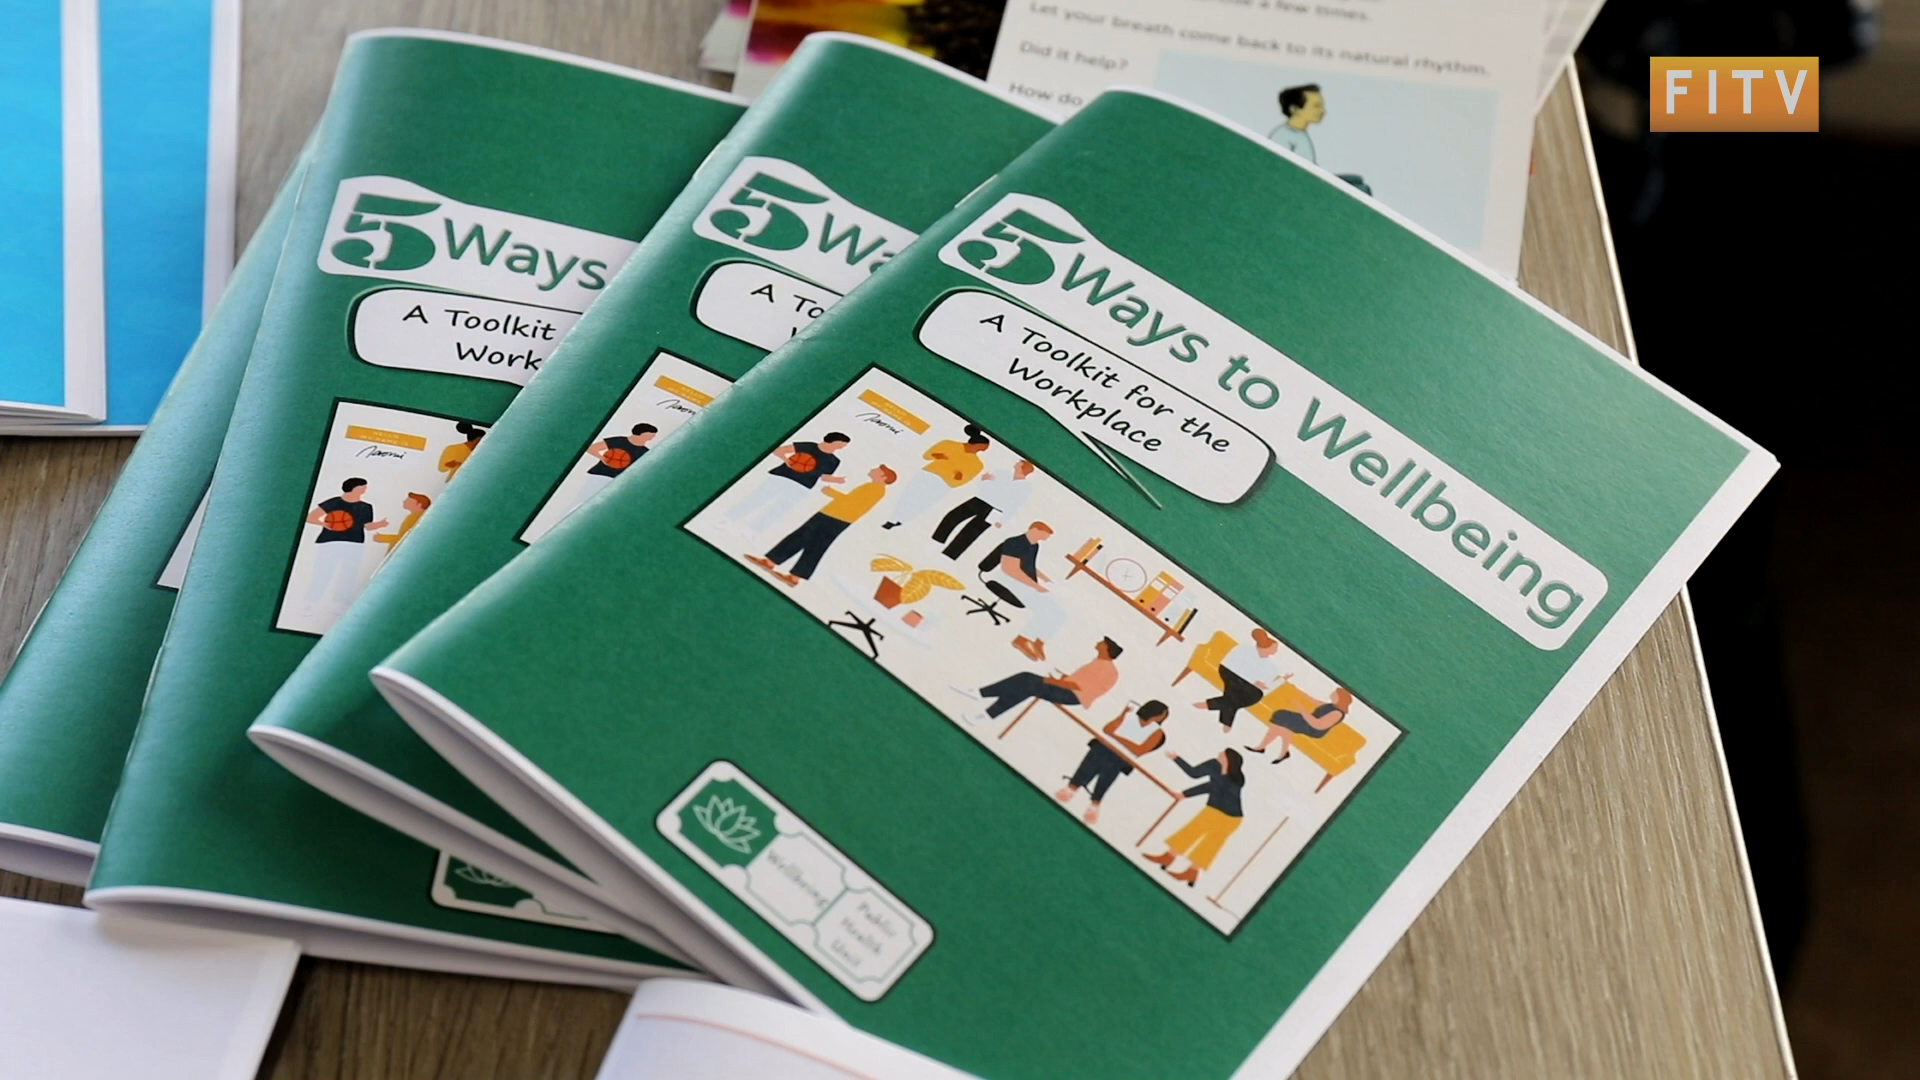 a few times.
Let your breath come back to its natural rhythm.
Did it help?
How do
FITV
5 Ways
A Toolkit
Work
5 Wa
A To
5 Ways to Wellbeing
A Toolkit for the
Workplace
Wellbeing
Public
Health
Unit